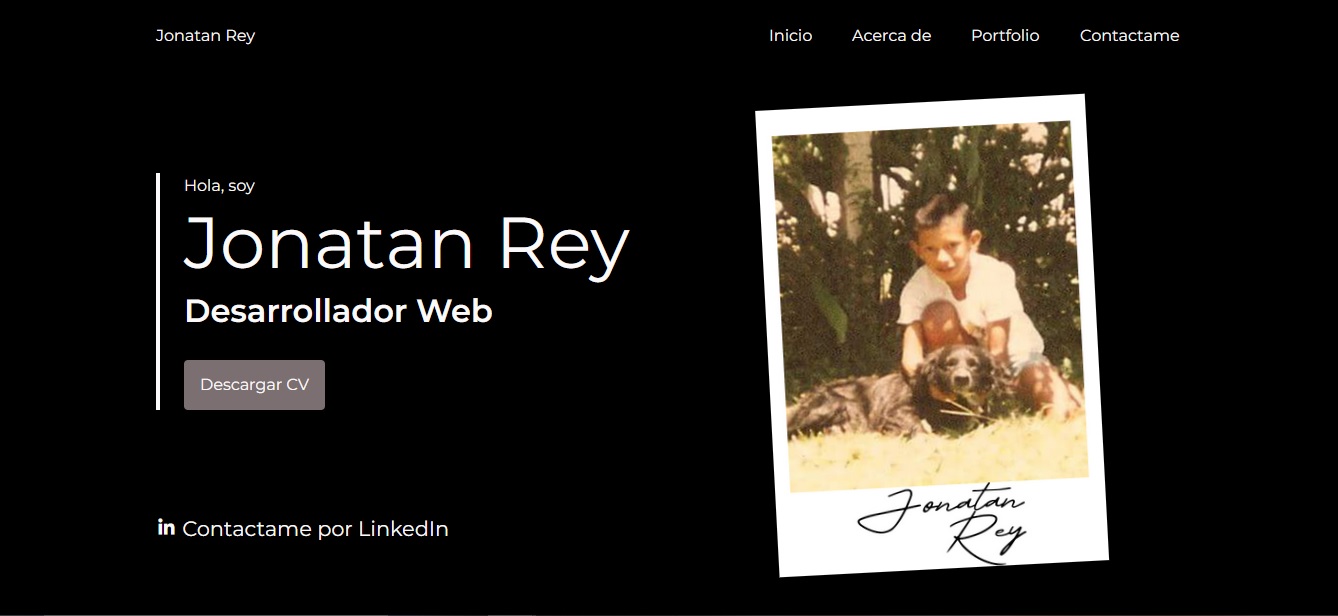 Jonatan Rey
Inicio Acerca de Portfolio Contactame
Hola, soy
Jonatan Rey
Desarrollador Web
Descargar CV
in Contactame por LinkedIn
Jonatan
Rey